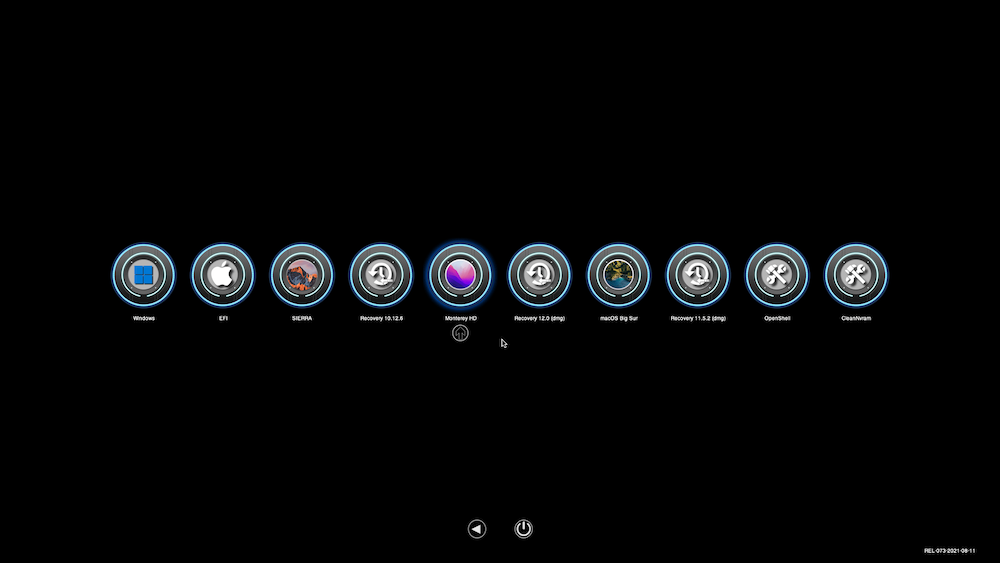 Windows
EFI
SIERRA
Recovery 10.12.6
Monterey HD
Recovery 12.0 (dmg)
macOS Big Sur
Recovery 11.5.2 (dmg)
OpenShell
CleanNvram
REL-073-2021-08-11